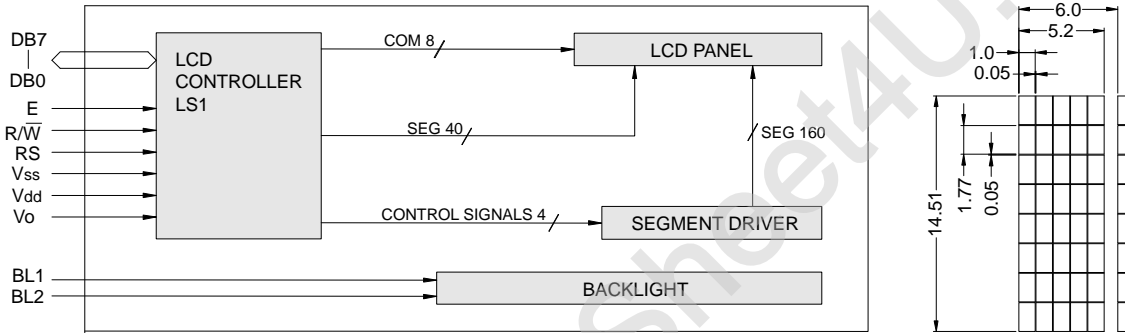 DB7
DB0
E
R/W
RS
Vss
Vdd
Vo
BL1
BL2
LCD
CONTROLLER
LS1
COM 8
SEG 40
CONTROL SIGNALS 4
LCD PANEL
SEG 160
SEGMENT DRIVER
BACKLIGHT
6.0
5.2
1.0
0.05
14.51
1.77
0.05
Sheet4U.